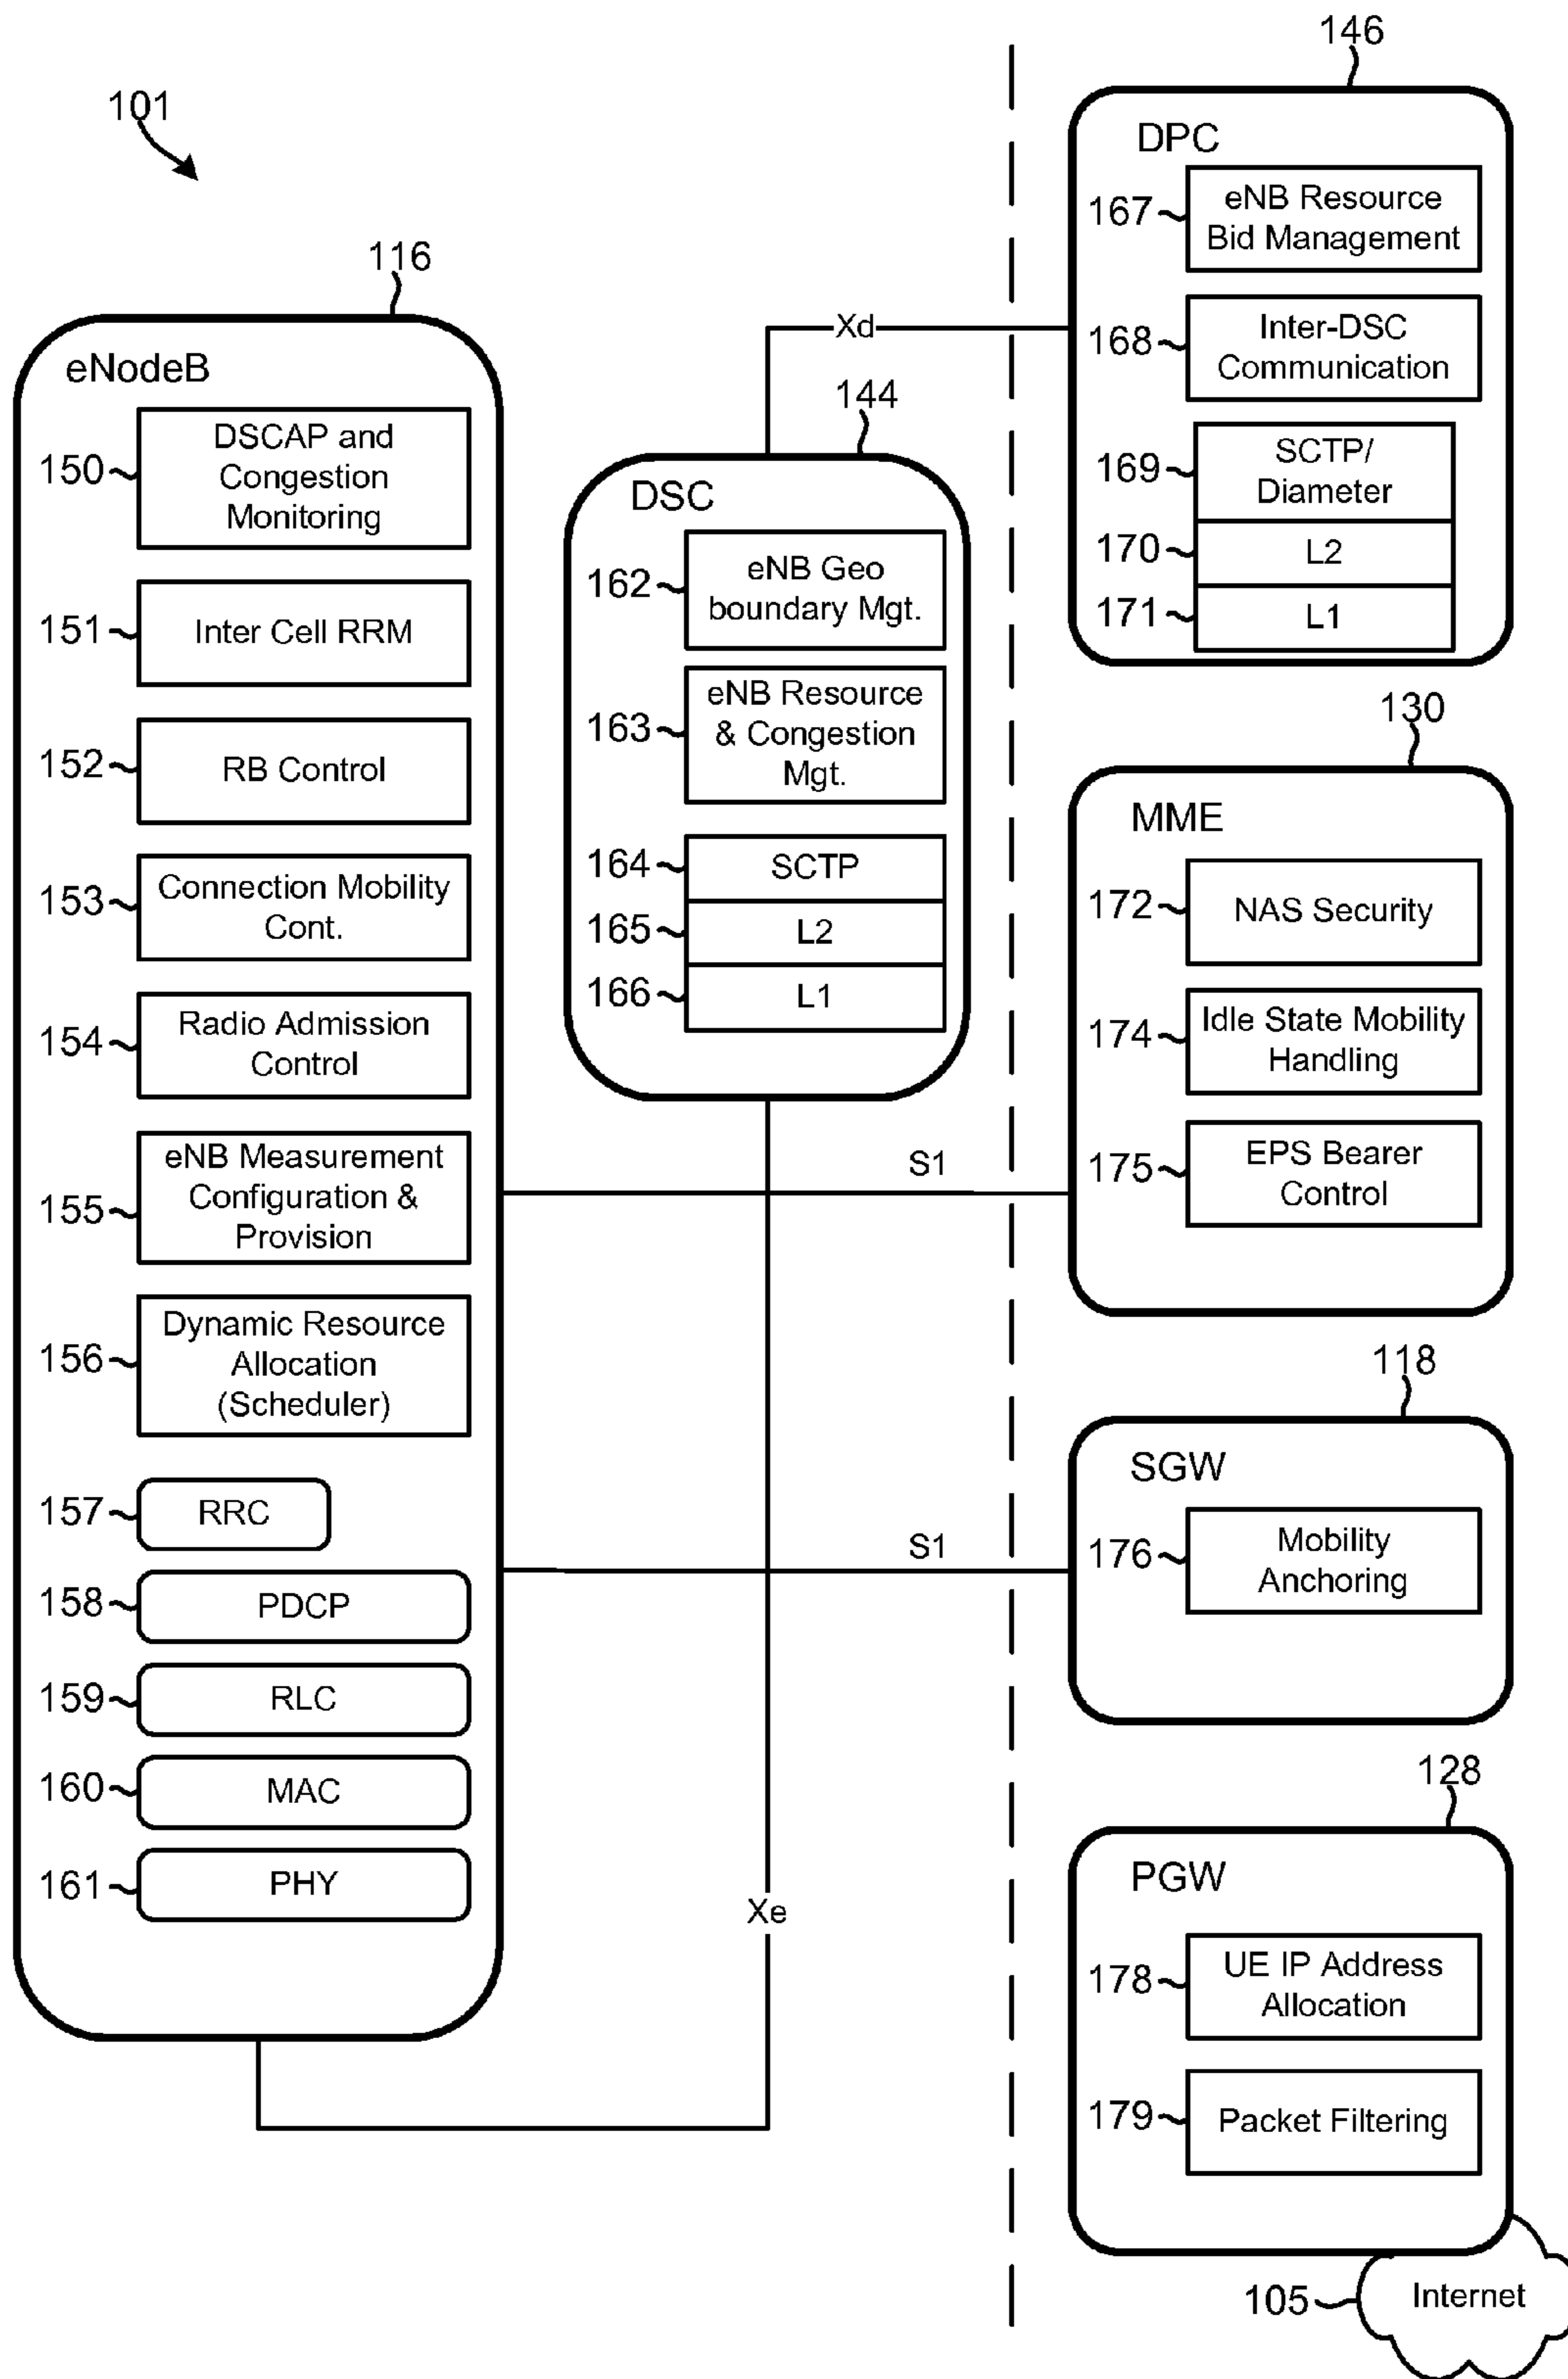 101
116
eNodeB
150
DSCAP and
Congestion
Monitoring
151
Inter Cell RRM
152
RB Control
153
Connection Mobility
Cont.
154
Radio Admission
Control
155
eNB Measurement
Configuration &
Provision
156
Dynamic Resource
Allocation
(Scheduler)
157
RRC
158
PDCP
159
RLC
160
MAC
161
PHY
Xd
144
DSC
162
eNB Geo
boundary Mgt.
163
eNB Resource
& Congestion
Mgt.
164
SCTP
165
L2
166
L1
S1
S1
Xe
146
DPC
167
eNB Resource
Bid Management
168
Inter-DSC
Communication
169
SCTP/
Diameter
170
L2
171
L1
130
MME
172
NAS Security
174
Idle State Mobility
Handling
175
EPS Bearer
Control
118
SGW
176
Mobility
Anchoring
128
PGW
178
UE IP Address
Allocation
179
Packet Filtering
105
Internet